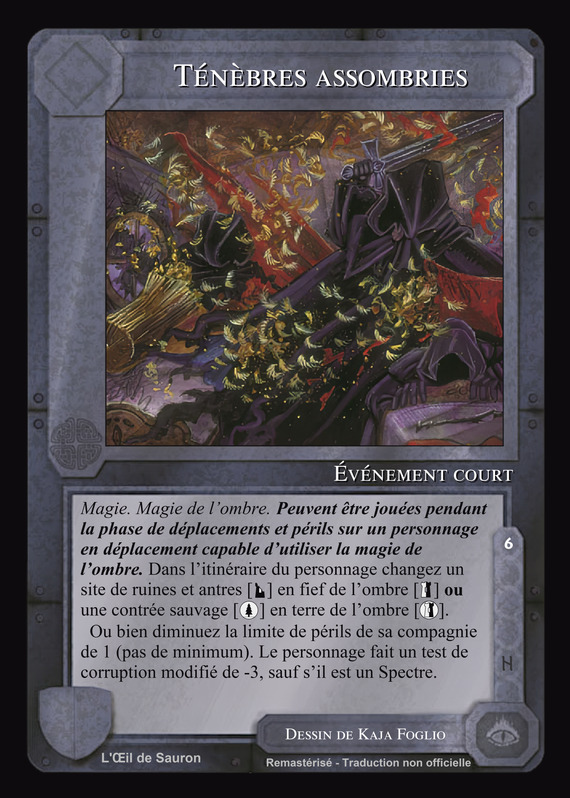 Ténèbres assombries
Événement court
Magie. Magie de l'ombre. Peuvent être jouées pendant
la phase de déplacements et périls sur un personnage
en déplacement capable d'utiliser la magie de
l'ombre. Dans l'itinéraire du personnage changez un
site de ruines et antres [] en fief de l'ombre [] ou
une contrée sauvage [] en terre de l'ombre [].
Ou bien diminuez la limite de périls de sa compagnie
de 1 (pas de minimum). Le personnage fait un test de
corruption modifié de -3, sauf s'il est un Spectre.
6
Dessin de Kaja Foglio
L'Œil de Sauron
Remastérisé - Traduction non officielle